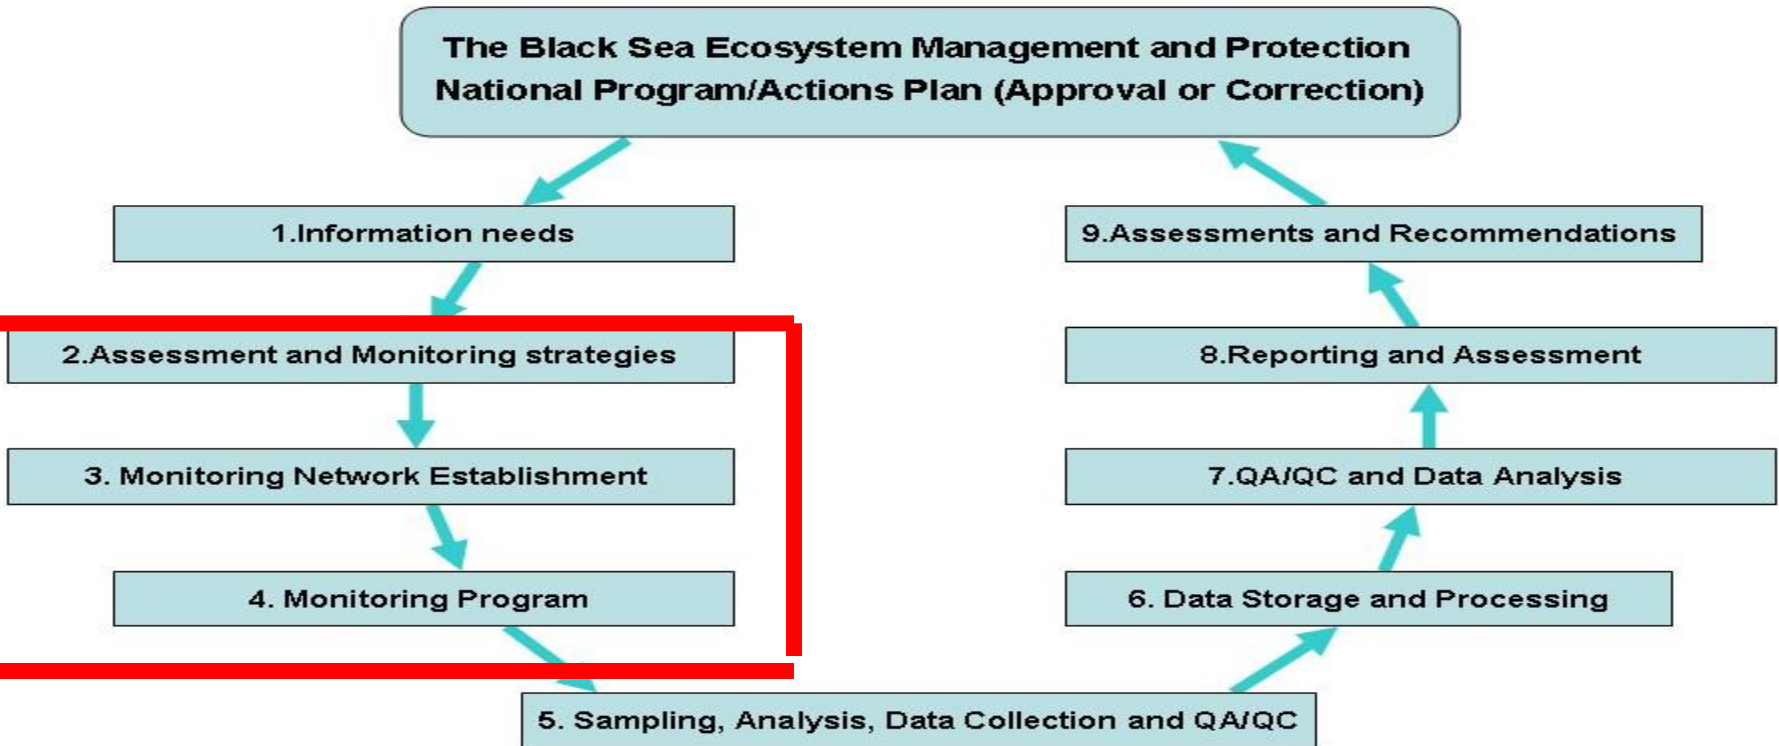 The Black Sea Ecosystem Management and Protection
National Program/Actions Plan (Approval or Correction)
1.Information needs
2.Assessment and Monitoring strategies
3. Monitoring Network Establishment
4. Monitoring Program
5. Sampling, Analysis, Data Collection and QA/QC
6. Data Storage and Processing
7.QA/QC and Data Analysis
8.Reporting and Assessment
9.Assessments and Recommendations